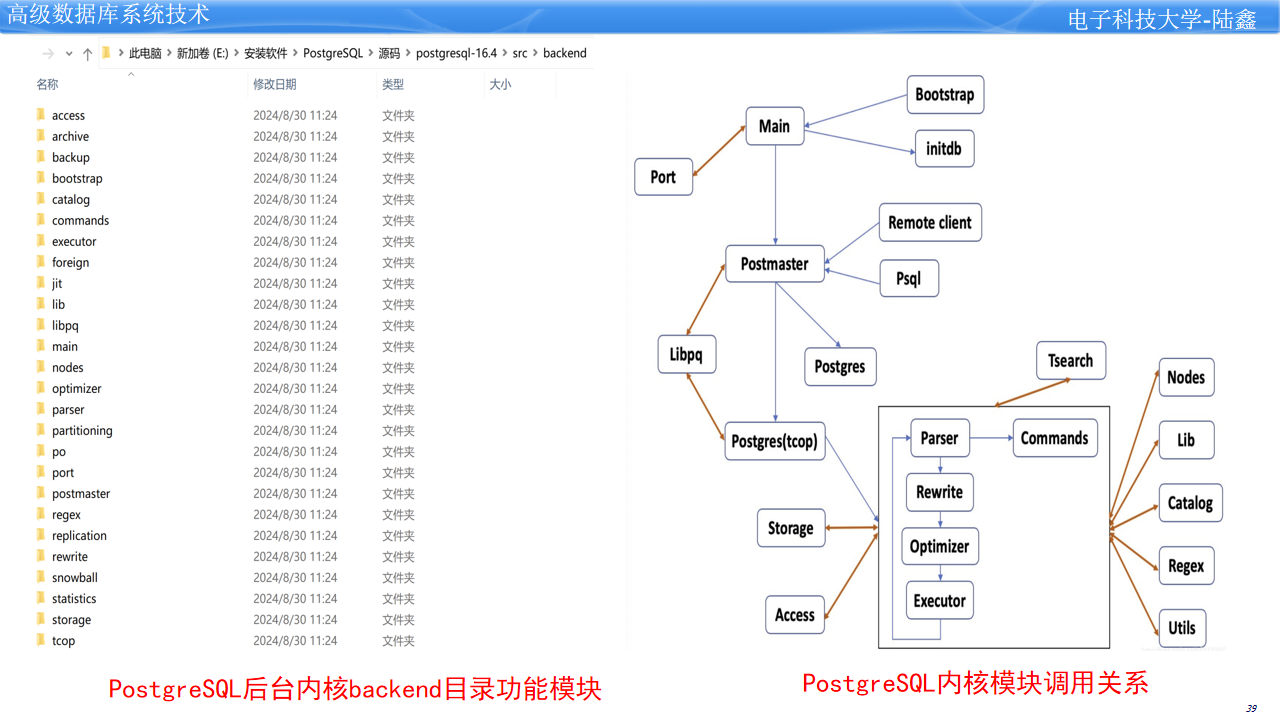 高级数据库系统技术
电子科技大学-陆鑫
此电脑 > 新加卷 (E:) > 安装软件 > PostgreSQL > 源码 > postgresql-16.4 > src > backend
名称 修改日期 类型 大小
access 2024/8/30 11:24 文件夹
archive 2024/8/30 11:24 文件夹
backup 2024/8/30 11:24 文件夹
bootstrap 2024/8/30 11:24 文件夹
catalog 2024/8/30 11:24 文件夹
commands 2024/8/30 11:24 文件夹
executor 2024/8/30 11:24 文件夹
foreign 2024/8/30 11:24 文件夹
jit 2024/8/30 11:24 文件夹
lib 2024/8/30 11:24 文件夹
libpq 2024/8/30 11:24 文件夹
main 2024/8/30 11:24 文件夹
nodes 2024/8/30 11:24 文件夹
optimizer 2024/8/30 11:24 文件夹
parser 2024/8/30 11:24 文件夹
partitioning 2024/8/30 11:24 文件夹
po 2024/8/30 11:24 文件夹
port 2024/8/30 11:24 文件夹
postmaster 2024/8/30 11:24 文件夹
regex 2024/8/30 11:24 文件夹
replication 2024/8/30 11:24 文件夹
rewrite 2024/8/30 11:24 文件夹
snowball 2024/8/30 11:24 文件夹
statistics 2024/8/30 11:24 文件夹
storage 2024/8/30 11:24 文件夹
tcop 2024/8/30 11:24 文件夹
PostgreSQL后台内核backend目录功能模块
Bootstrap
Main
initdb
Port
Remote client
Postmaster
Psql
Libpq
Postgres
Tsearch
Nodes
Postgres(tcop)
Parser
Commands
Lib
Rewrite
Catalog
Storage
Optimizer
Regex
Executor
Access
Utils
PostgreSQL内核模块调用关系
39